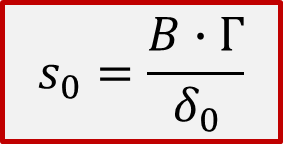 s₀ = B · Γ / δ₀